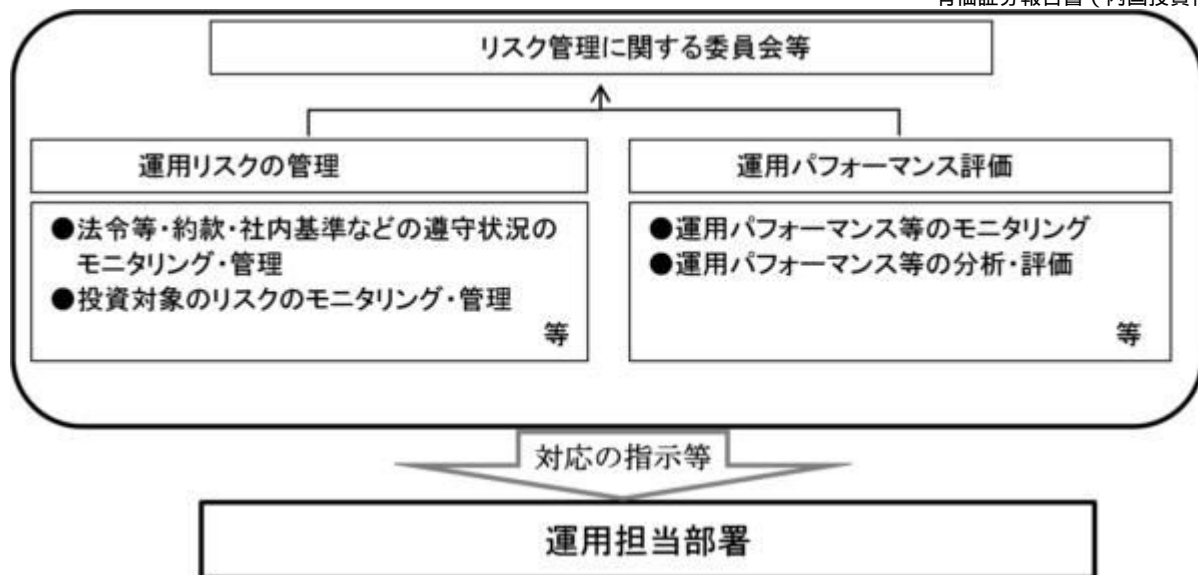 リスク管理に関する委員会等
運用リスクの管理
●法令等・約款・社内基準などの遵守状況の
モニタリング・管理
●投資対象のリスクのモニタリング・管理
等
運用パフォーマンス評価
●運用パフォーマンス等のモニタリング
●運用パフォーマンス等の分析・評価
等
対応の指示等
運用担当部署